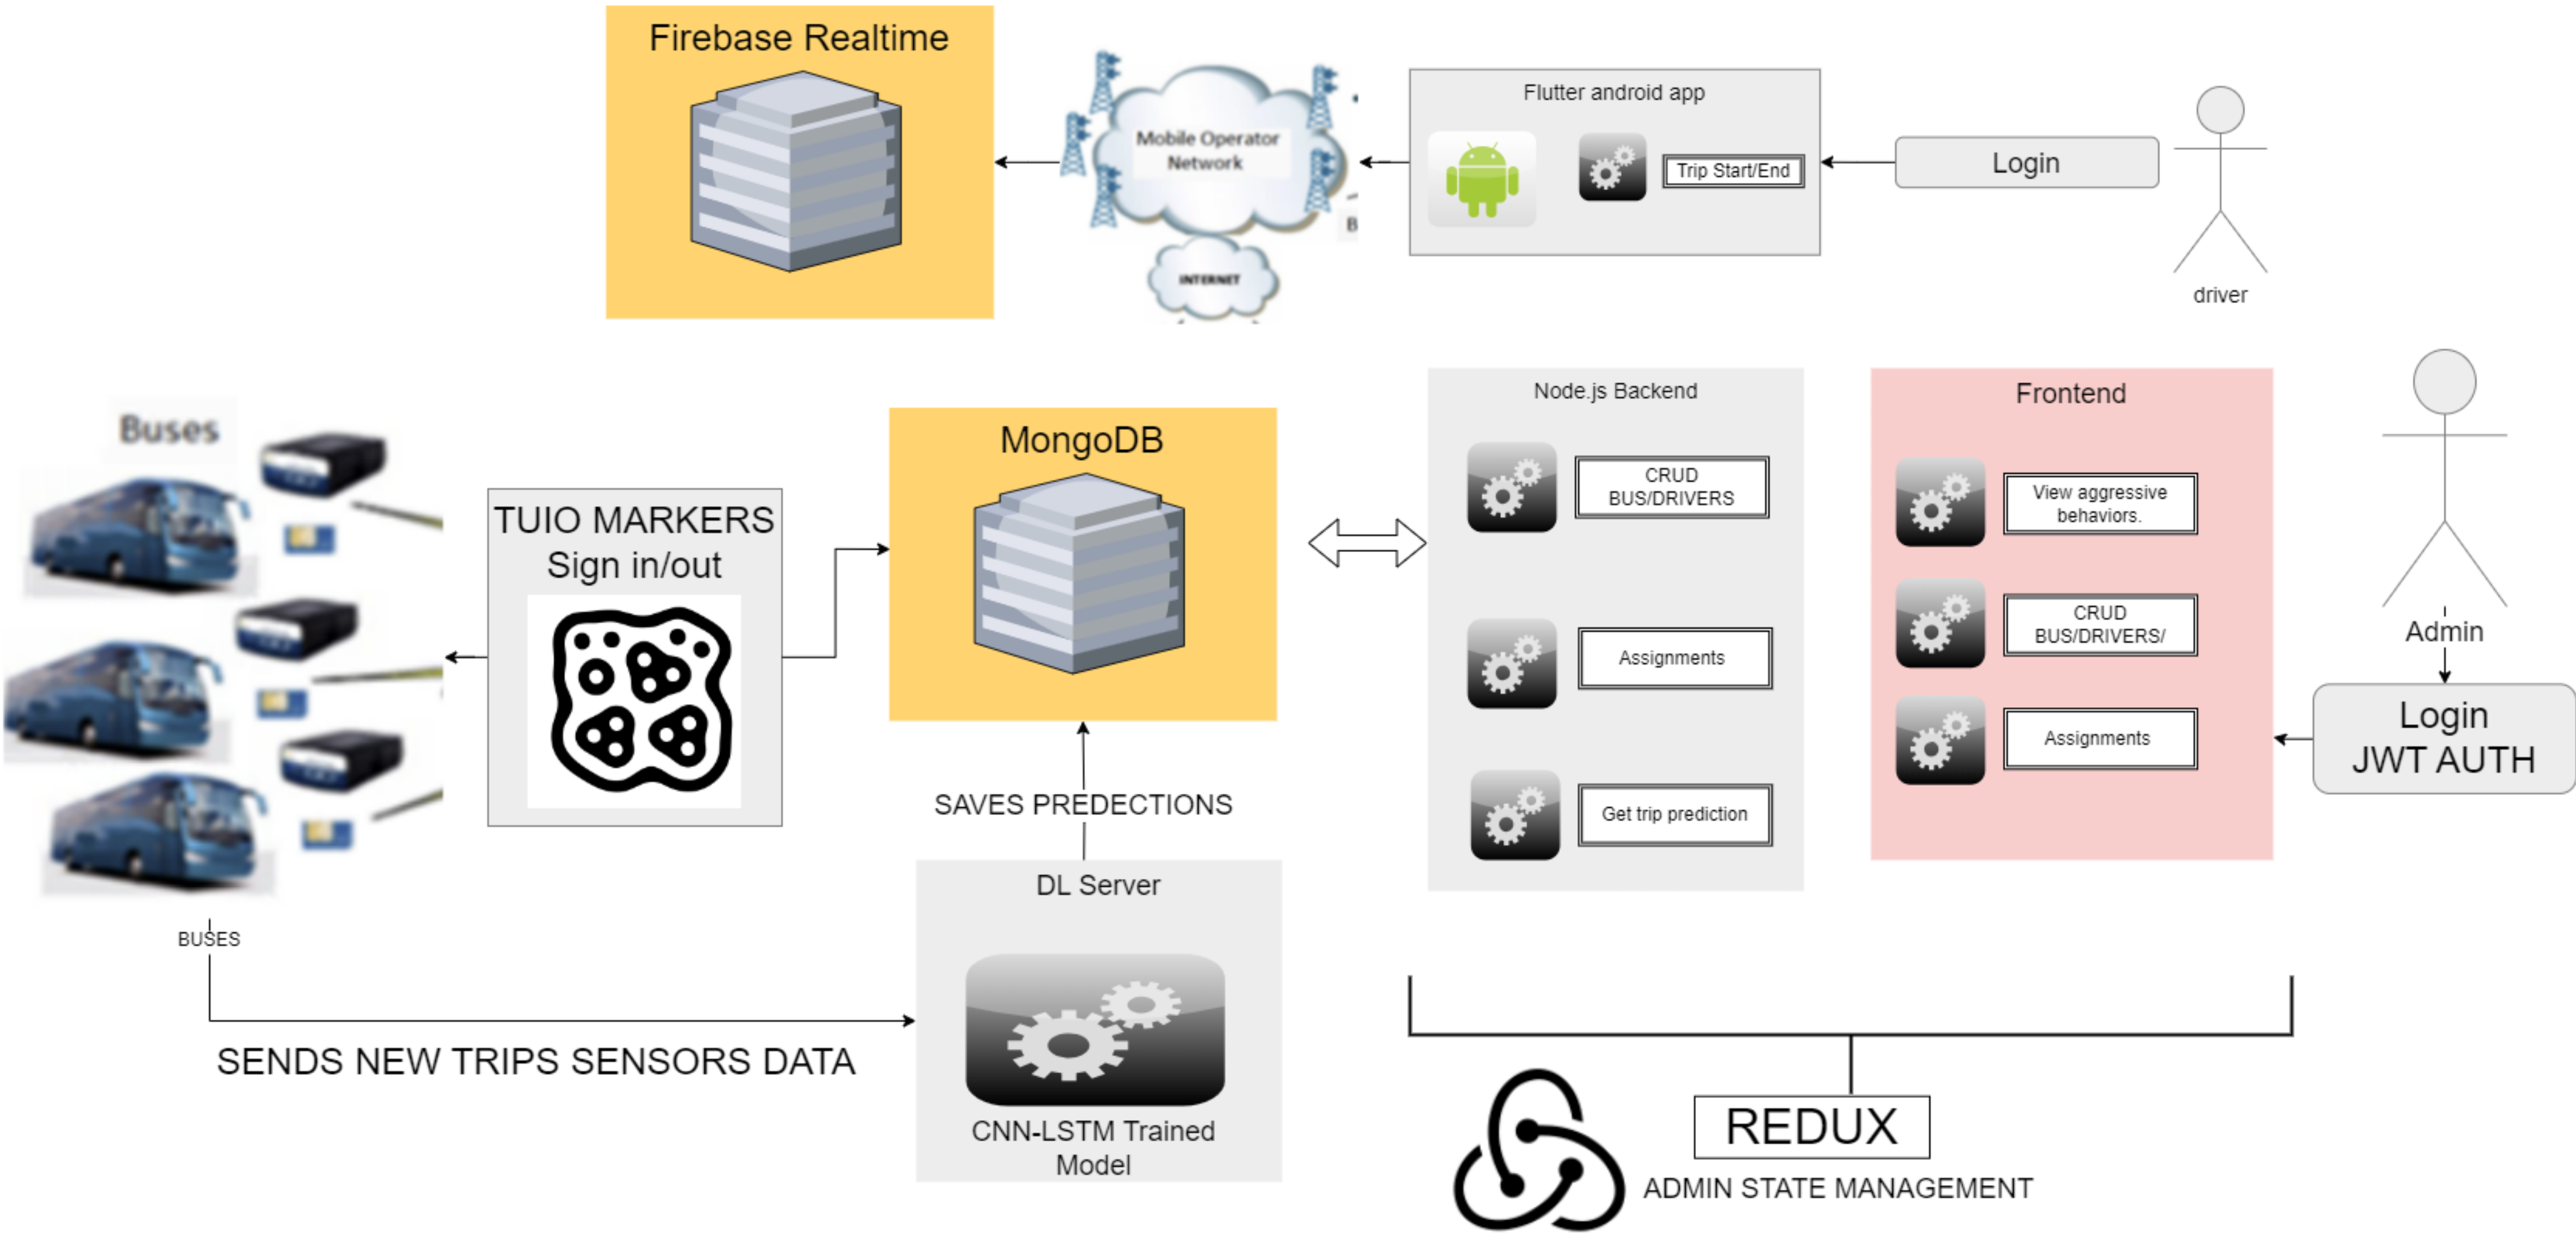 Firebase Realtime
Mobile Operator
Network
INTERNET
B
Flutter android app
Trip Start/End
Login
driver
Buses
TUIO MARKERS
Sign in/out
MongoDB
Node.js Backend
CRUD
BUS/DRIVERS
Assignments
Get trip prediction
Frontend
View aggressive
behaviors.
CRUD
BUS/DRIVERS/
Assignments
Admin
Login
JWT AUTH
SAVES PREDECTIONS
DL Server
CNN-LSTM Trained
Model
BUSES
SENDS NEW TRIPS SENSORS DATA
REDUX
ADMIN STATE MANAGEMENT